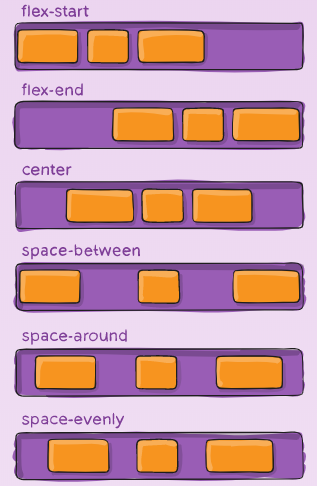 flex-start
flex-end
center
space-between
space-around
space-evenly